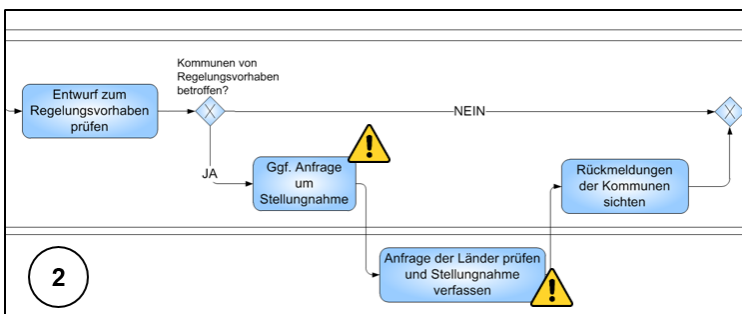 Kommunen von
Regelungsvorhaben
betroffen?
Entwurf zum
Regelungsvorhaben
prüfen
X
NEIN
X
JA
Ggf. Anfrage
um
Stellungnahme
!
Rückmeldungen
der Kommunen
sichten
Anfrage der Länder prüfen
und Stellungnahme
verfassen
!
2